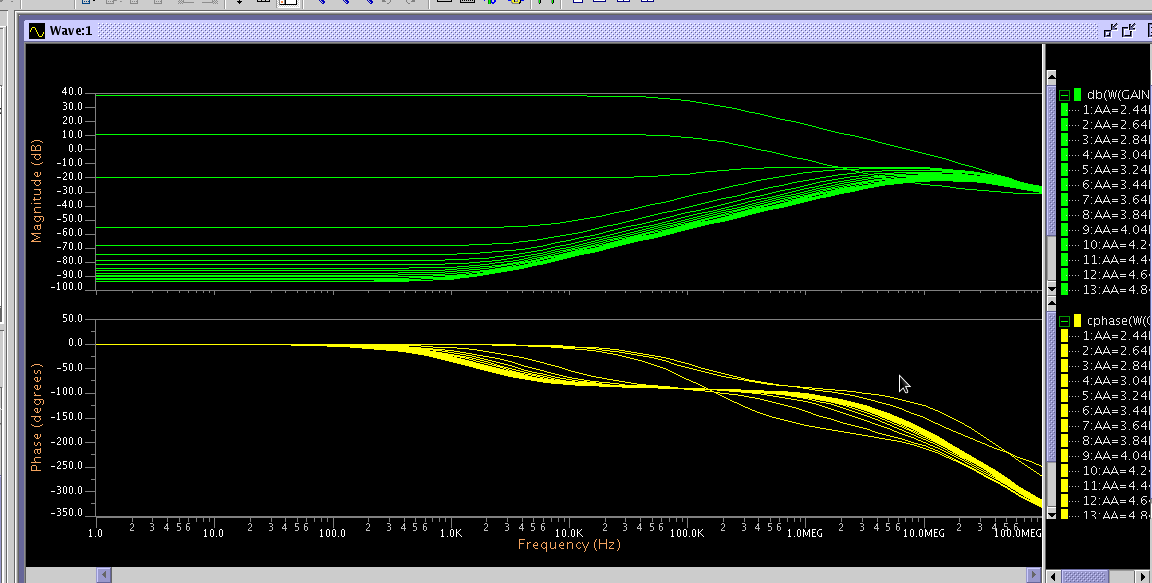 Wave:1
40.0
30.0
20.0
10.0
0.0
-10.0
-20.0
-30.0
-40.0
-50.0
-60.0
-70.0
-80.0
-90.0
-100.0
Magnitude (dB)
50.0
0.0
-50.0
-100.0
-150.0
-200.0
-250.0
-300.0
-350.0
Phase (degrees)
1.0 2 3 4 5 6 10.0 2 3 4 5 6 100.0 2 3 4 5 6 1.0K 2 3 4 5 6 10.0K 2 3 4 5 6 100.0K 2 3 4 5 6 1.0MEG 2 3 4 5 6 10.0MEG 2 3 4 5 6 100.0MEG
Frequency (Hz)
db(W(GAIN
1:AA=2.44
2:AA=2.64
3:AA=2.84
4:AA=3.04
5:AA=3.24
6:AA=3.44
7:AA=3.64
8:AA=3.84
9:AA=4.04
10:AA=4.2
11:AA=4.4
12:AA=4.6
13:AA=4.8
cphase(W(
1:AA=2.44
2:AA=2.64
3:AA=2.84
4:AA=3.04
5:AA=3.24
6:AA=3.44
7:AA=3.64
8:AA=3.84
9:AA=4.04
10:AA=4.2
11:AA=4.4
12:AA=4.6
13:AA=4.8